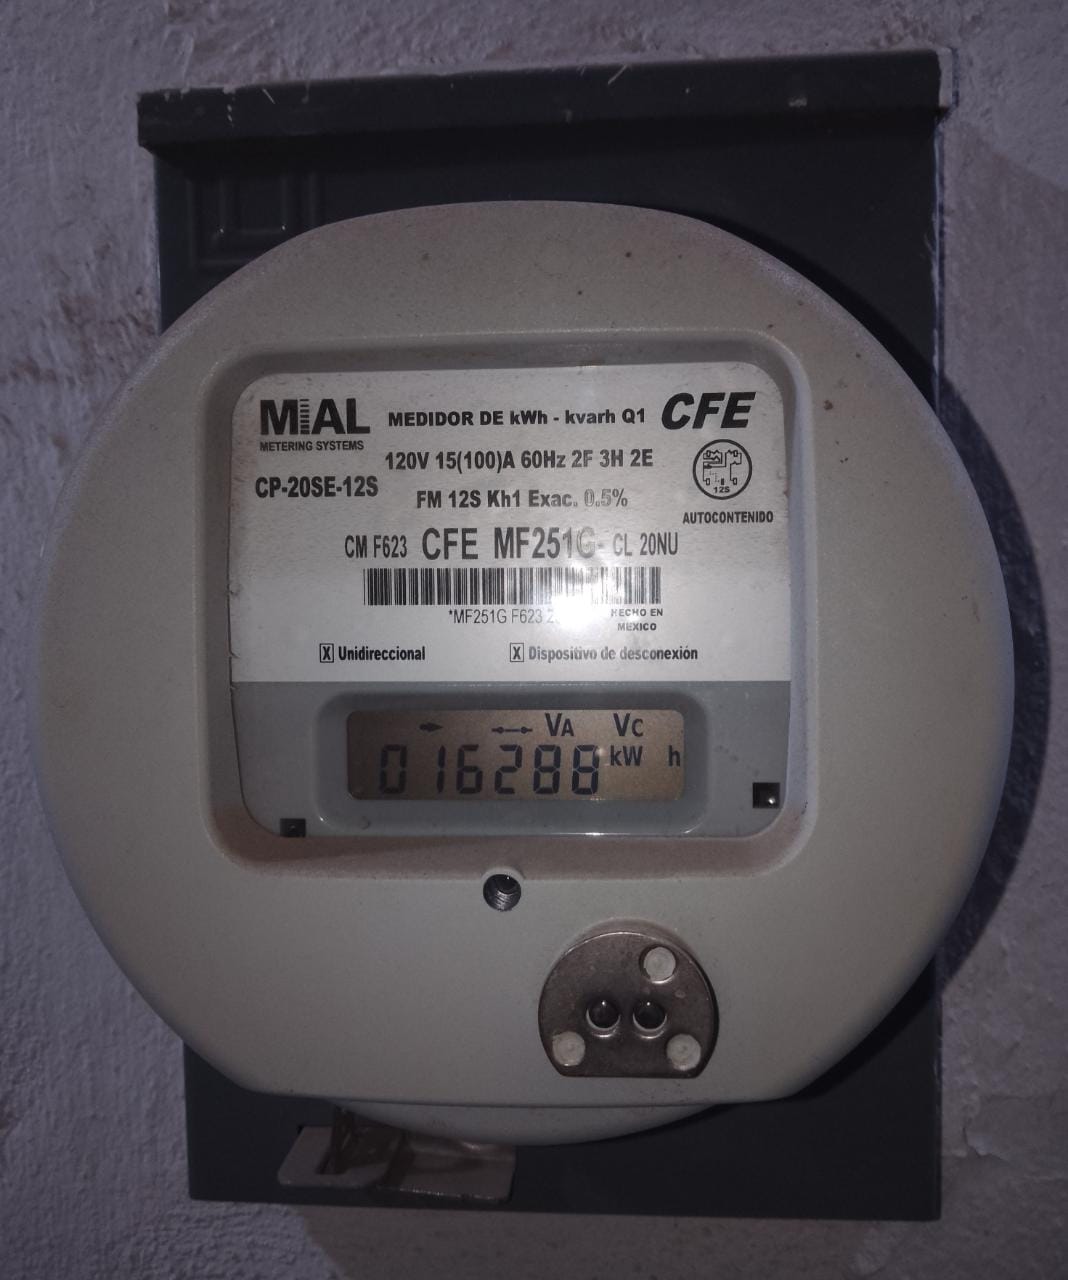 MIAL
METERING SYSTEMS
MEDIDOR DE kWh - kvarh Q1
CFE
120V 15(100)A 60Hz 2F 3H 2E
CP-20SE-12S
FM 12S Kh1 Exac. 0.5%
12S
AUTOCONTENIDO
CM F623 CFE MF251G- CL 20NU
*MF251G F623
HECHO EN
MEXICO
X Unidireccional
X Dispositivo de desconexión
VA VC
016288 kW h